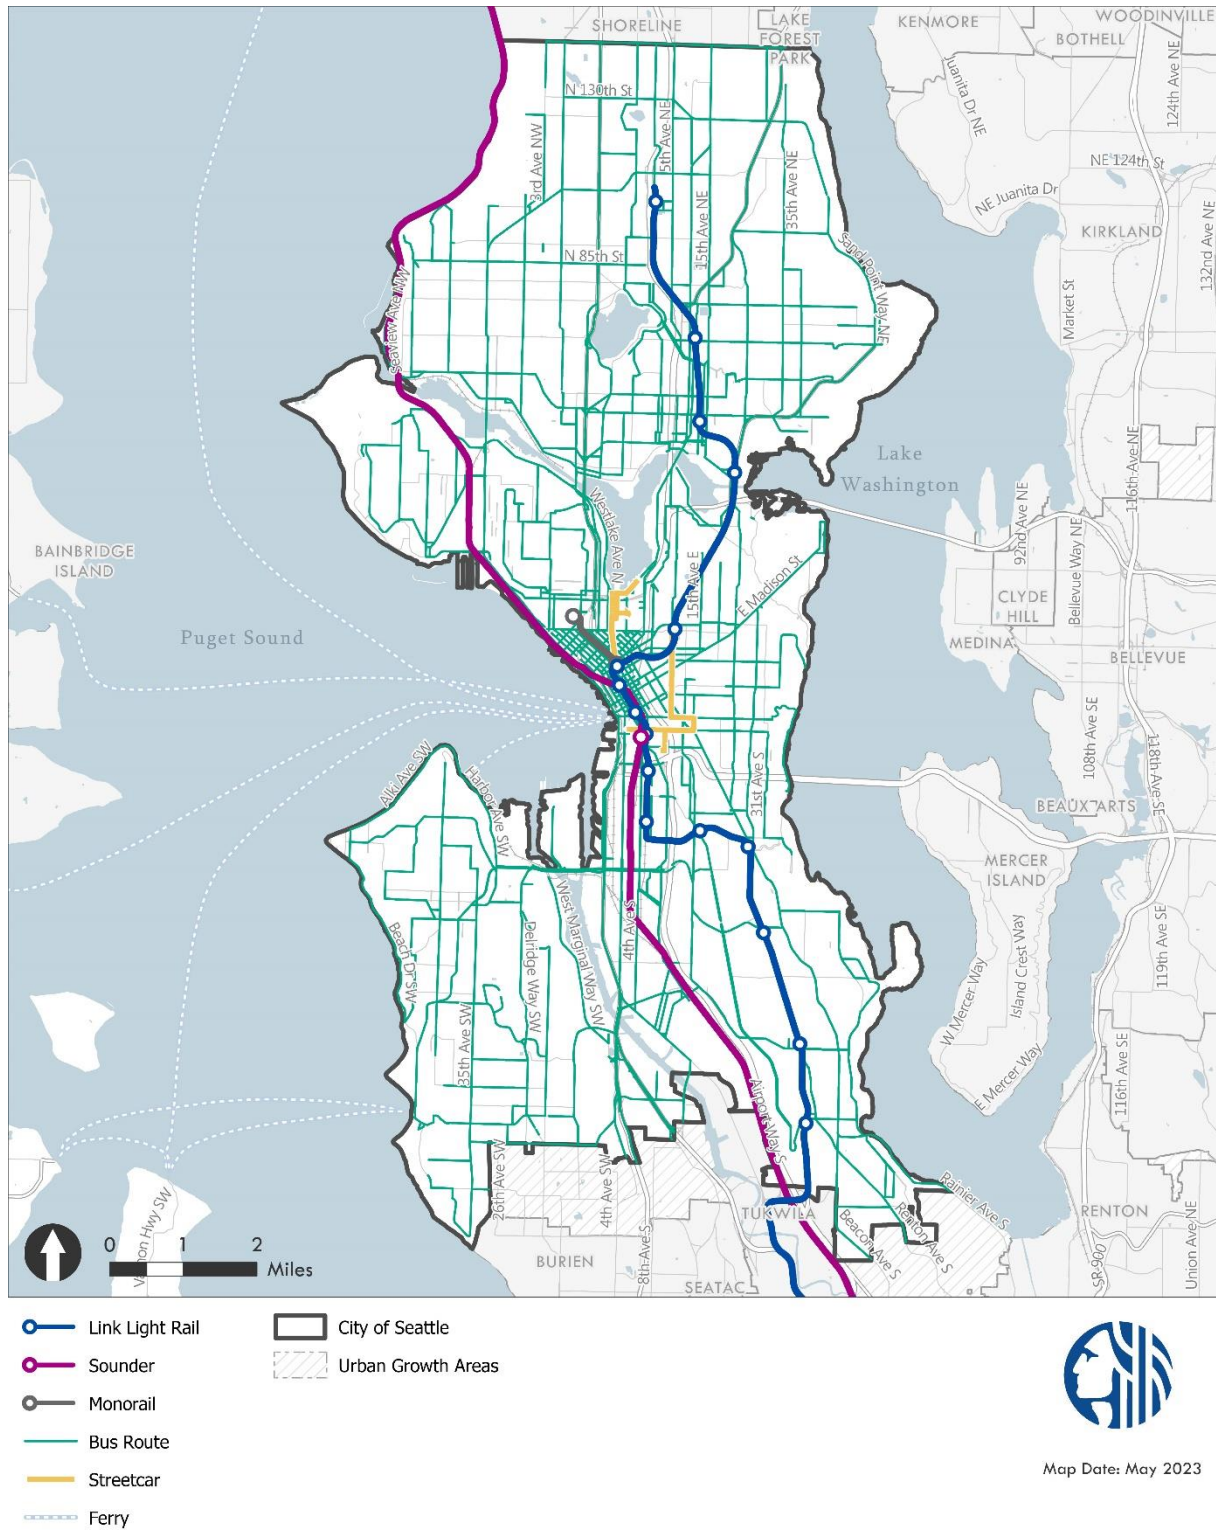 SHORELINE
LAKE
FOREST
PARK
KENMORE
WOODINVILLE
BOTHELL
N 130th St
5th Ave NE
3rd Ave NW
15th Ave NE
35th Ave NE
Juanita Dr NE
124th Ave NE
NE 124th St
NE Juanita Dr
KIRKLAND
132nd Ave NE
N 85th St
Sand Point Way NE
Seaview Ave NW
Market St
Lake
Washington
116th Ave NE
Westlake Ave N
92nd Ave NE
Bellevue Way NE
BAINBRIDGE
ISLAND
15th Ave E
E Madison St
CLYDE
HILL
Puget Sound
MEDINA
BELLEVUE
108th Ave SE
118th Ave SE
Alki Ave SW
Harbor Ave SW
31st Ave S
BEAUX ARTS
MERCER
ISLAND
West Marginal Way SW
4th Ave S
Beach Dr SW
Delridge Way SW
119th Ave SE
Island Crest Way
W Mercer Way
35th Ave SW
E Mercer Way
116th Ave SE
Airport Way S
26th Ave SW
4th Ave SW
Rainier Ave S
Renton Ave S
Beacon Ave S
TUKWILA
RENTON
Union Ave NE
SR-900
8th Ave S
BURIEN
SEATAC
Vashon Hwy SW
0 1 2
Miles
Link Light Rail
Sounder
Monorail
Bus Route
Streetcar
Ferry
City of Seattle
Urban Growth Areas
Map Date: May 2023